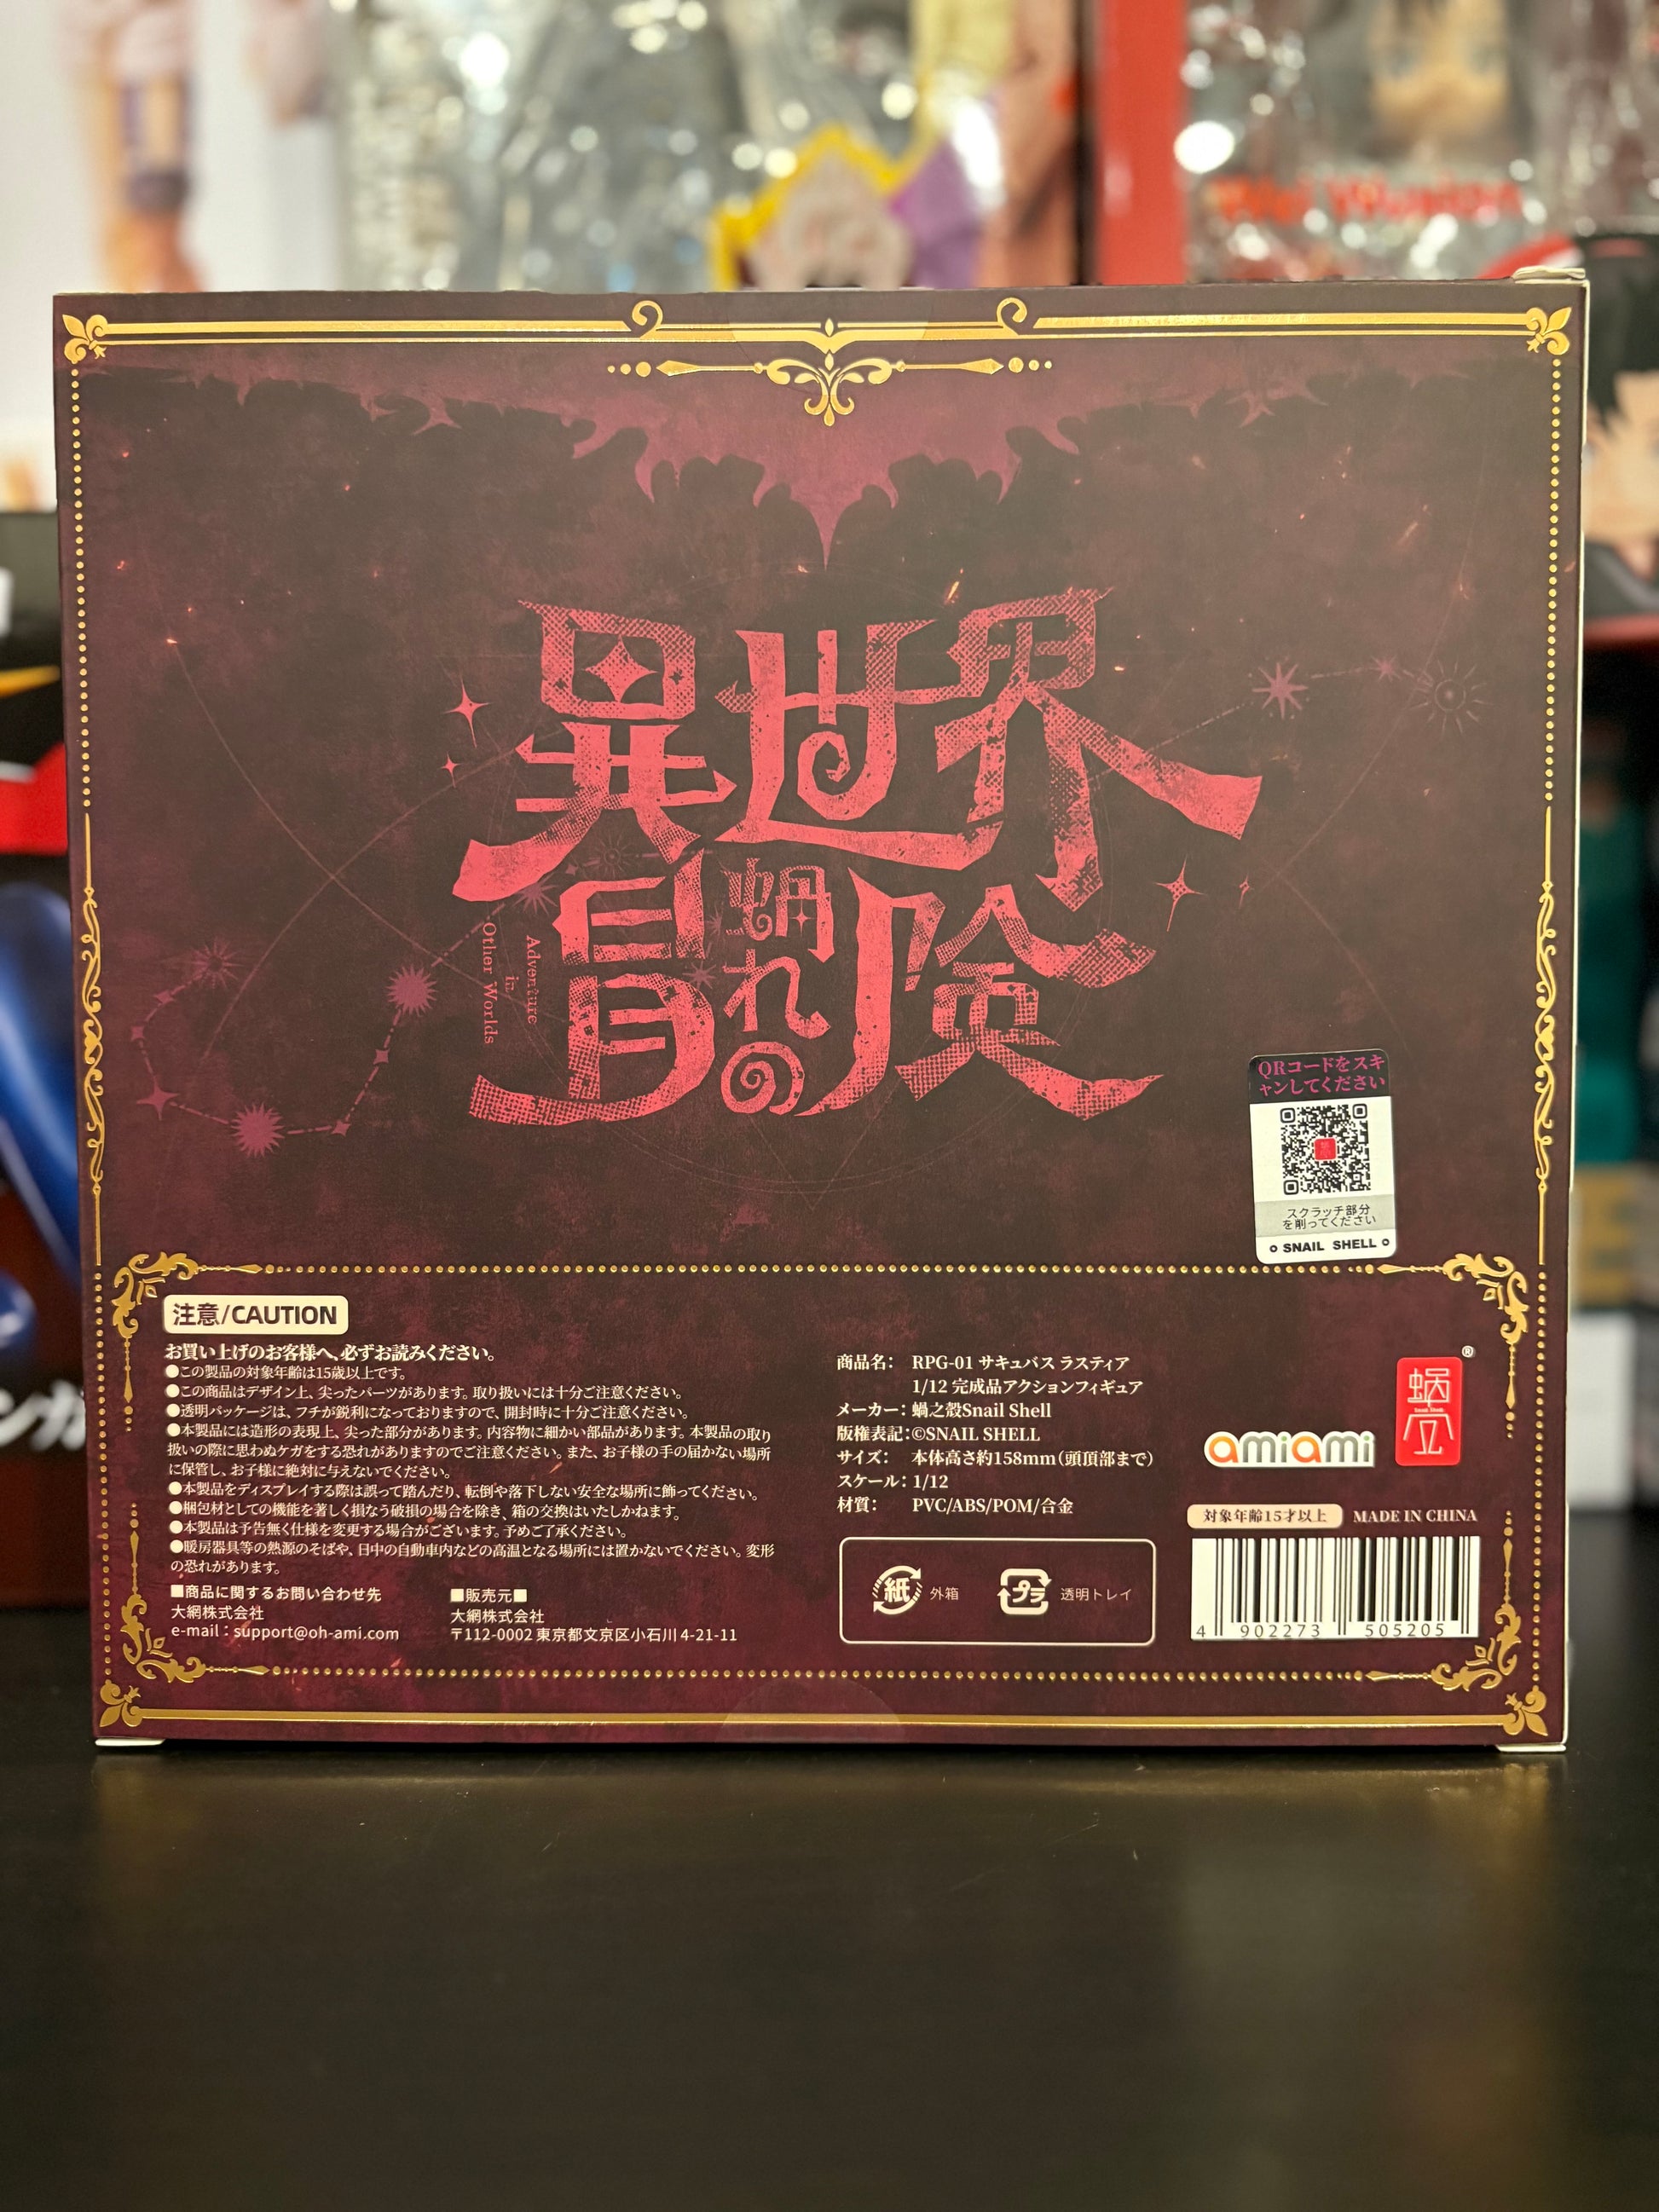 Wei Wuxian
異世界
冒険
れの
Adventure
in
Other Worlds
QRコードをスキ
ャンしてください
スクラッチ部分
を削ってください
SNAIL SHELL
注意/CAUTION
お買い上げのお客様へ、必ずお読みください。
●この製品の対象年齢は15歳以上です。
●この商品はデザイン上、尖ったパーツがあります。取り扱いには十分ご注意ください。
●透明パッケージは、フチが鋭利になっておりますので、開封時に十分ご注意ください。
●本製品には造形の表現上、尖った部分があります。内容物に細かい部品があります。本製品の取り
扱いの際に思わぬケガをする恐れがありますのでご注意ください。また、お子様の手の届かない場所
に保管し、お子様に絶対に与えないでください。
●本製品をディスプレイする際は誤って踏んだり、転倒や落下しない安全な場所に飾ってください。
●梱包材としての機能を著しく損なう破損の場合を除き、箱の交換はいたしかねます。
●本製品は予告無く仕様を変更する場合がございます。予めご了承ください。
●暖房器具等の熱源のそばや、日中の自動車内などの高温となる場所には置かないでください。変形
の恐れがあります。
■商品に関するお問い合わせ先
大網株式会社
e-mail：support@oh-ami.com
■販売元■
大網株式会社
〒112-0002 東京都文京区小石川 4-21-11
商品名： RPG-01 サキュバス ラスティア
1/12 完成品アクションフィギュア
メーカー：蝸之殻Snail Shell
版権表記：©SNAIL SHELL
サイズ： 本体高さ約158mm（頭頂部まで）
スケール：1/12
材質： PVC/ABS/POM/合金
紙 外箱
プラ 透明トレイ
amiami
®
対象年齢15才以上
MADE IN CHINA
4 902273 505205